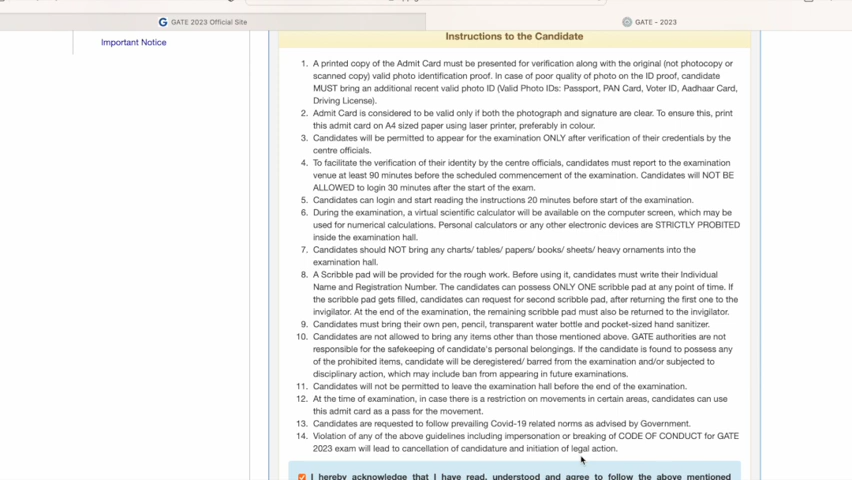 GATE 2023 Official Site
GATE - 2023
Important Notice
Instructions to the Candidate
1. A printed copy of the Admit Card must be presented for verification along with the original (not photocopy or
scanned copy) valid photo identification proof. In case of poor quality of photo on the ID proof, candidate
MUST bring an additional recent valid photo ID (Valid Photo IDs: Passport, PAN Card, Voter ID, Aadhaar Card,
Driving License).
2. Admit Card is considered to be valid only if both the photograph and signature are clear. To ensure this, print
this admit card on A4 sized paper using laser printer, preferably in colour.
3. Candidates will be permitted to appear for the examination ONLY after verification of their credentials by the
centre officials.
4. To facilitate the verification of their identity by the centre officials, candidates must report to the examination
venue at least 90 minutes before the scheduled commencement of the examination. Candidates will NOT BE
ALLOWED to login 30 minutes after the start of the exam.
5. Candidates can login and start reading the instructions 20 minutes before start of the examination.
6. During the examination, a virtual scientific calculator will be available on the computer screen, which may be
used for numerical calculations. Personal calculators or any other electronic devices are STRICTLY PROBITED
inside the examination hall.
7. Candidates should NOT bring any charts/ tables/ papers/ books/ sheets/ heavy ornaments into the
examination hall.
8. A Scribble pad will be provided for the rough work. Before using it, candidates must write their Individual
Name and Registration Number. The candidates can possess ONLY ONE scribble pad at any point of time. If
the scribble pad gets filled, candidates can request for second scribble pad, after returning the first one to the
invigilator. At the end of the examination, the remaining scribble pad must also be returned to the invigilator.
9. Candidates must bring their own pen, pencil, transparent water bottle and pocket-sized hand sanitizer.
10. Candidates are not allowed to bring any items other than those mentioned above. GATE authorities are not
responsible for the safekeeping of candidate's personal belongings. If the candidate is found to possess any
of the prohibited items, candidate will be deregistered/ barred from the examination and/or subjected to
disciplinary action, which may include ban from appearing in future examinations.
11. Candidates will not be permitted to leave the examination hall before the end of the examination.
12. At the time of examination, in case there is a restriction on movements in certain areas, candidates can use
this admit card as a pass for the movement.
13. Candidates are requested to follow prevailing Covid-19 related norms as advised by Government.
14. Violation of any of the above guidelines including impersonation or breaking of CODE OF CONDUCT for GATE
2023 exam will lead to cancellation of candidature and initiation of legal action.
I hereby acknowledge that I have read, understood and agree to follow the above mentioned